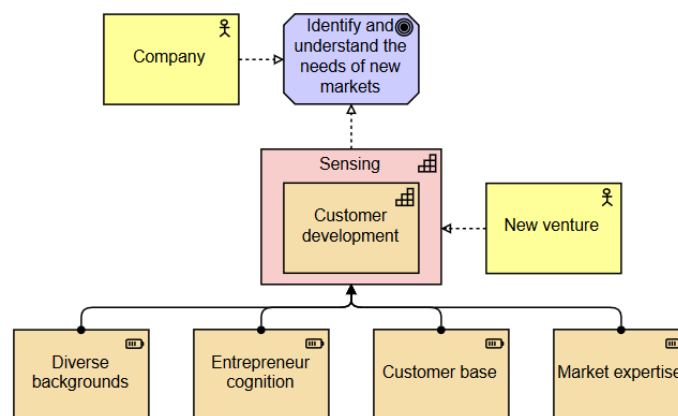 Company
Identify and
understand the
needs of new
markets
Sensing
Customer
development
New venture
Diverse
backgrounds
Entrepreneur
cognition
Customer base
Market expertise